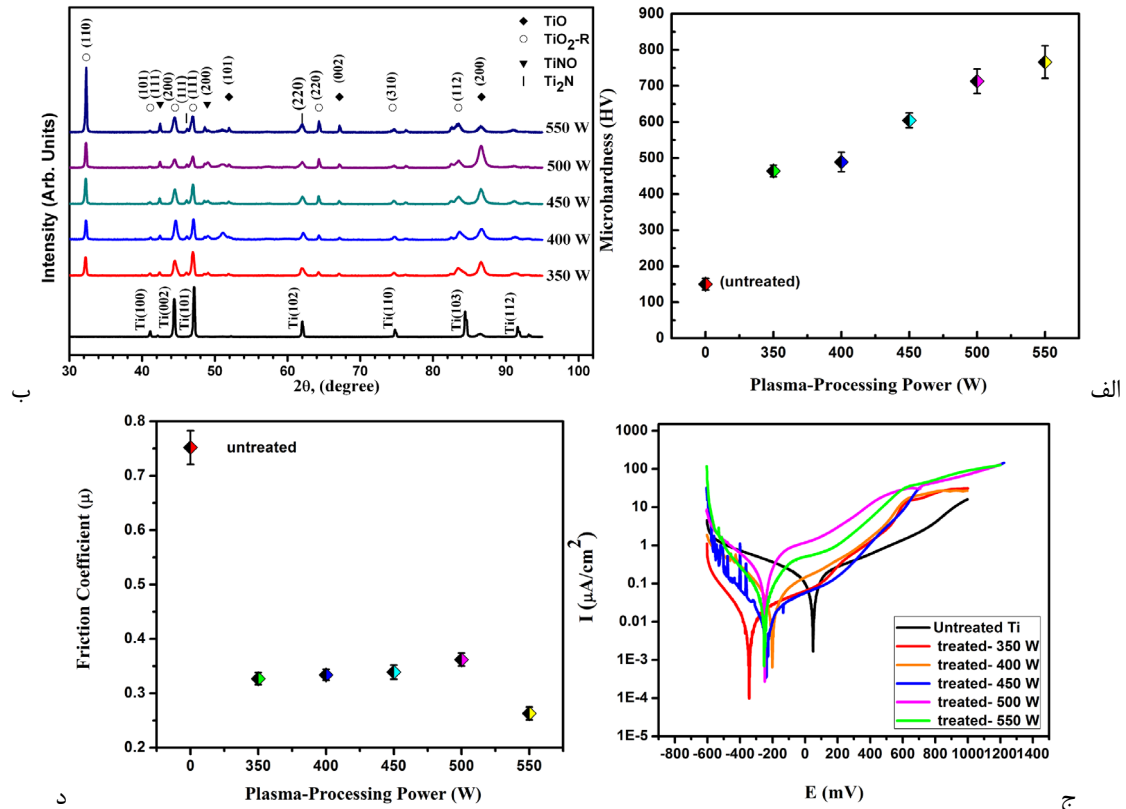 (110)
(101)
(111)
(200)
(111)
(111)
(200)
(101)
(220)
(220)
(002)
(310)
(112)
(200)
◆ TiO
○ TiO2-R
▼ TiNO
| Ti2N
550 W
500 W
450 W
400 W
350 W
Ti(100)
Ti(002)
Ti(101)
Ti(102)
Ti(110)
Ti(103)
Ti(112)
Intensity (Arb. Units)
30 40 50 60 70 80 90 100
2θ, (degree)
ب
900
800
700
600
500
400
300
200
100
0
Microhardness (HV)
(untreated)
0 350 400 450 500 550
Plasma-Processing Power (W)
الف
0.8
0.7
0.6
0.5
0.4
0.3
0.2
Friction Coefficient (μ)
untreated
0 350 400 450 500 550
Plasma-Processing Power (W)
د
1000
100
10
1
0.1
0.01
1E-3
1E-4
1E-5
I (μA/cm2)
Untreated Ti
treated- 350 W
treated- 400 W
treated- 450 W
treated- 500 W
treated- 550 W
-800 -600 -400 -200 0 200 400 600 800 1000 1200 1400
E (mV)
ج